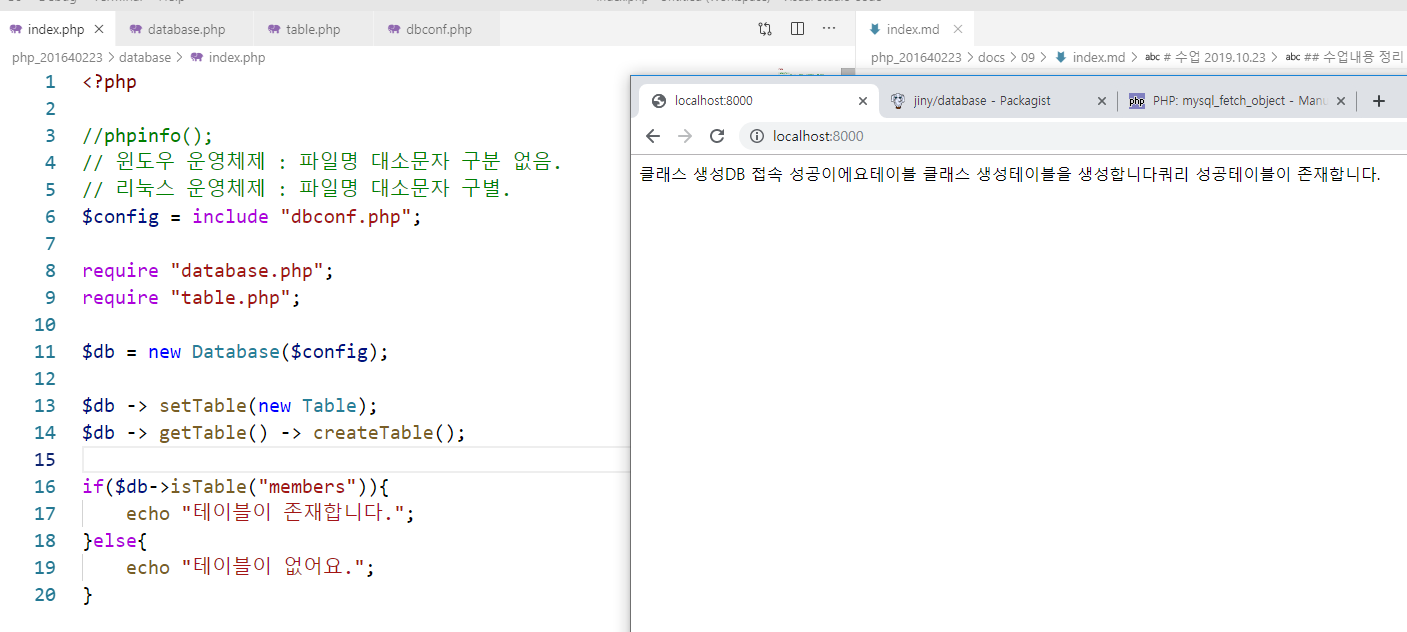 index.php
database.php
table.php
dbconf.php
index.md
php_201640223 > database > index.php
php_201640223 > docs > 09 > index.md > abc # 수업 2019.10.23 > abc ## 수업내용 정리
1 <?php
2
3 //phpinfo();
4 // 윈도우 운영체제 : 파일명 대소문자 구분 없음.
5 // 리눅스 운영체제 : 파일명 대소문자 구별.
6 $config = include "dbconf.php";
7
8 require "database.php";
9 require "table.php";
10
11 $db = new Database($config);
12
13 $db -> setTable(new Table);
14 $db -> getTable() -> createTable();
15
16 if($db->isTable("members")){
17 echo "테이블이 존재합니다.";
18 }else{
19 echo "테이블이 없어요.";
20 }
localhost:8000
jiny/database - Packagist
php PHP: mysql_fetch_object - Manu
localhost:8000
클래스 생성DB 접속 성공이에요테이블 클래스 생성테이블을 생성합니다쿼리 성공테이블이 존재합니다.